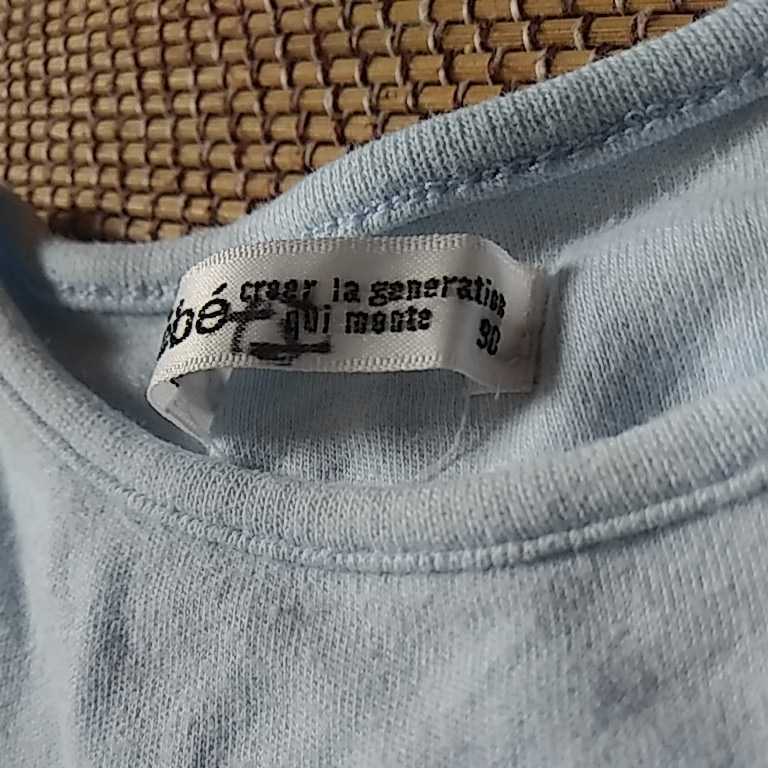 bébé
creer la generation
qui monte
90